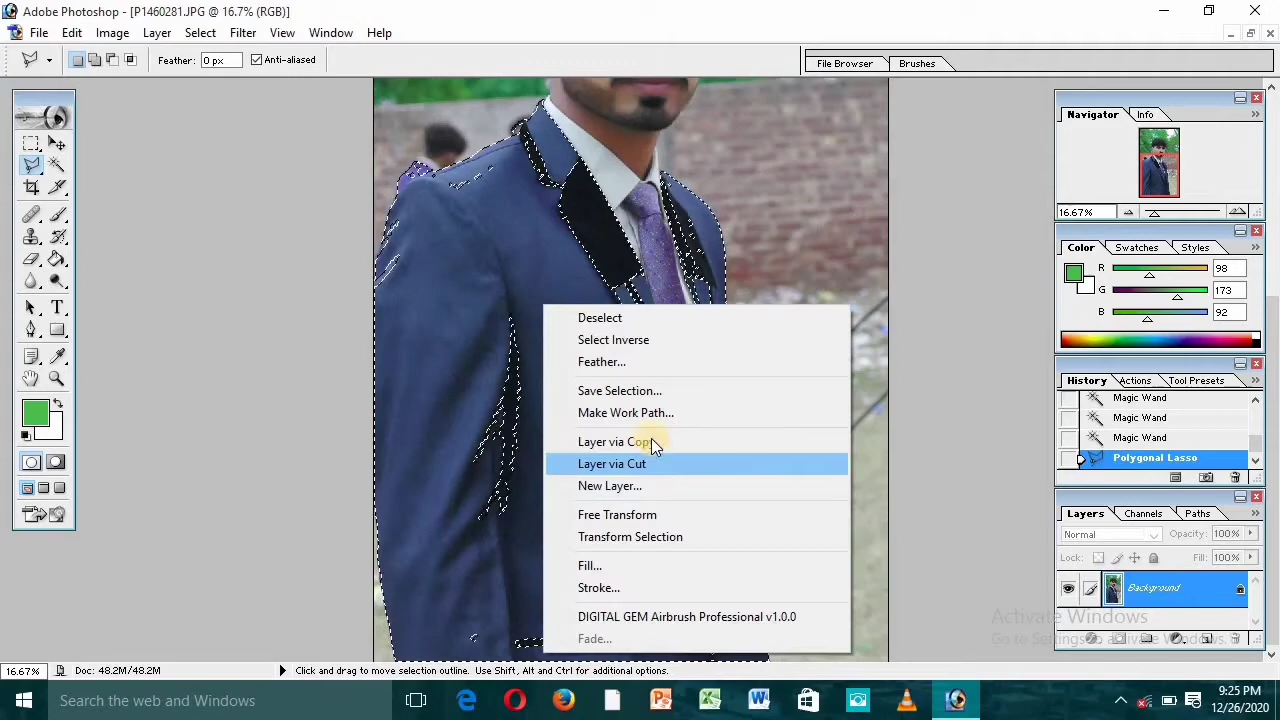 Adobe Photoshop - [P1460281.JPG @ 16.7% (RGB)]
File Edit Image Layer Select Filter View Window Help
Feather: 0 px Anti-aliased
File Browser Brushes
Navigator Info
16.67%
Color Swatches Styles
R 98
G 173
B 92
History Actions Tool Presets
Magic Wand
Magic Wand
Magic Wand
Polygonal Lasso
Layers Channels Paths
Normal Opacity: 100%
Lock: Fill: 100%
Background
Deselect
Select Inverse
Feather...
Save Selection...
Make Work Path...
Layer via Copy
Layer via Cut
New Layer...
Free Transform
Transform Selection
Fill...
Stroke...
DIGITAL GEM Airbrush Professional v1.0.0
Fade...
Activate Windows
Go to Settings to activate Windows.
16.67% Doc: 48.2M/48.2M Click and drag to move selection outline. Use Shift, Alt and Ctrl for additional options.
Search the web and Windows
9:25 PM
12/26/2020